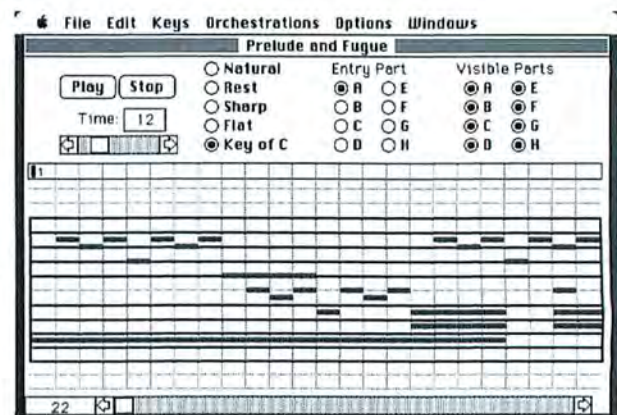 File Edit Keys Orchestrations Options Windows
Prelude and Fugue
Play Stop
Time: 12
Natural
Rest
Sharp
Flat
Key of C
Entry Part
A E
B F
C G
D H
Visible Parts
A E
B F
C G
D H
1
22